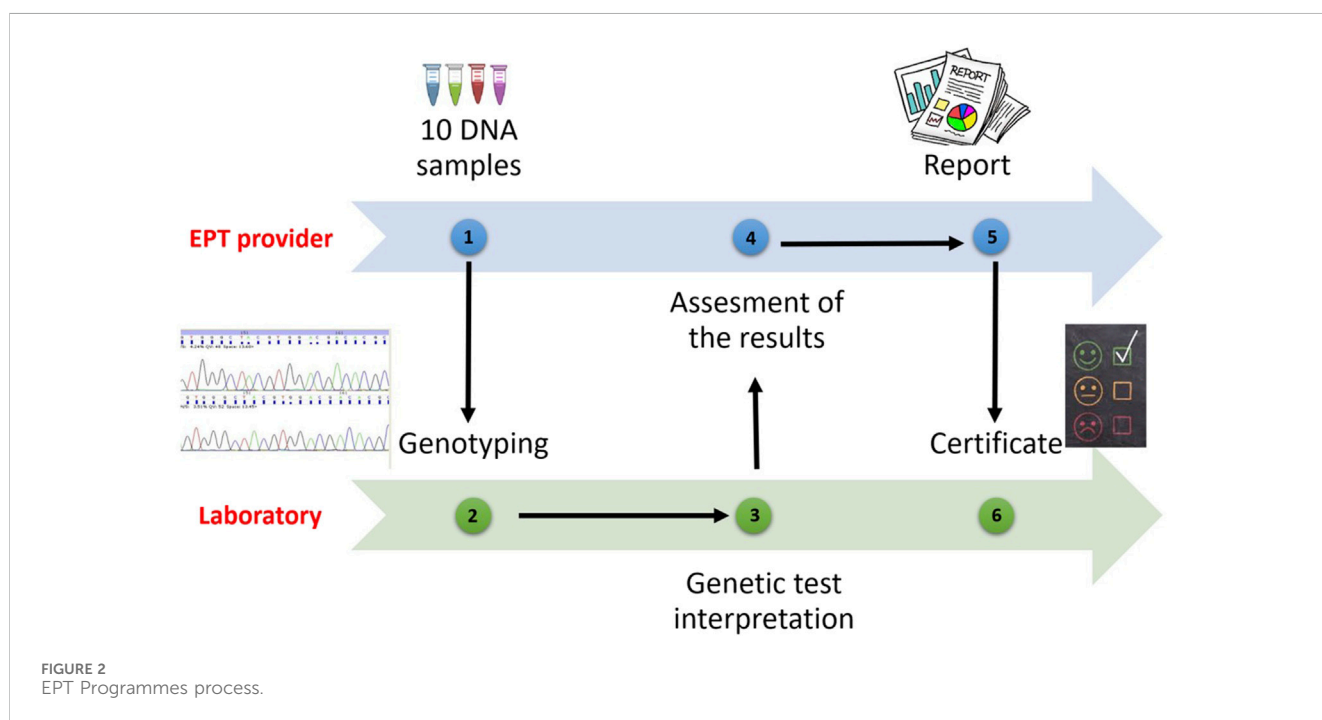 10 DNA
samples
REPORT
Report
EPT provider
1
4
5
Assesment of
the results
Genotyping
Certificate
Laboratory
2
3
6
Genetic test
interpretation
FIGURE 2
EPT Programmes process.